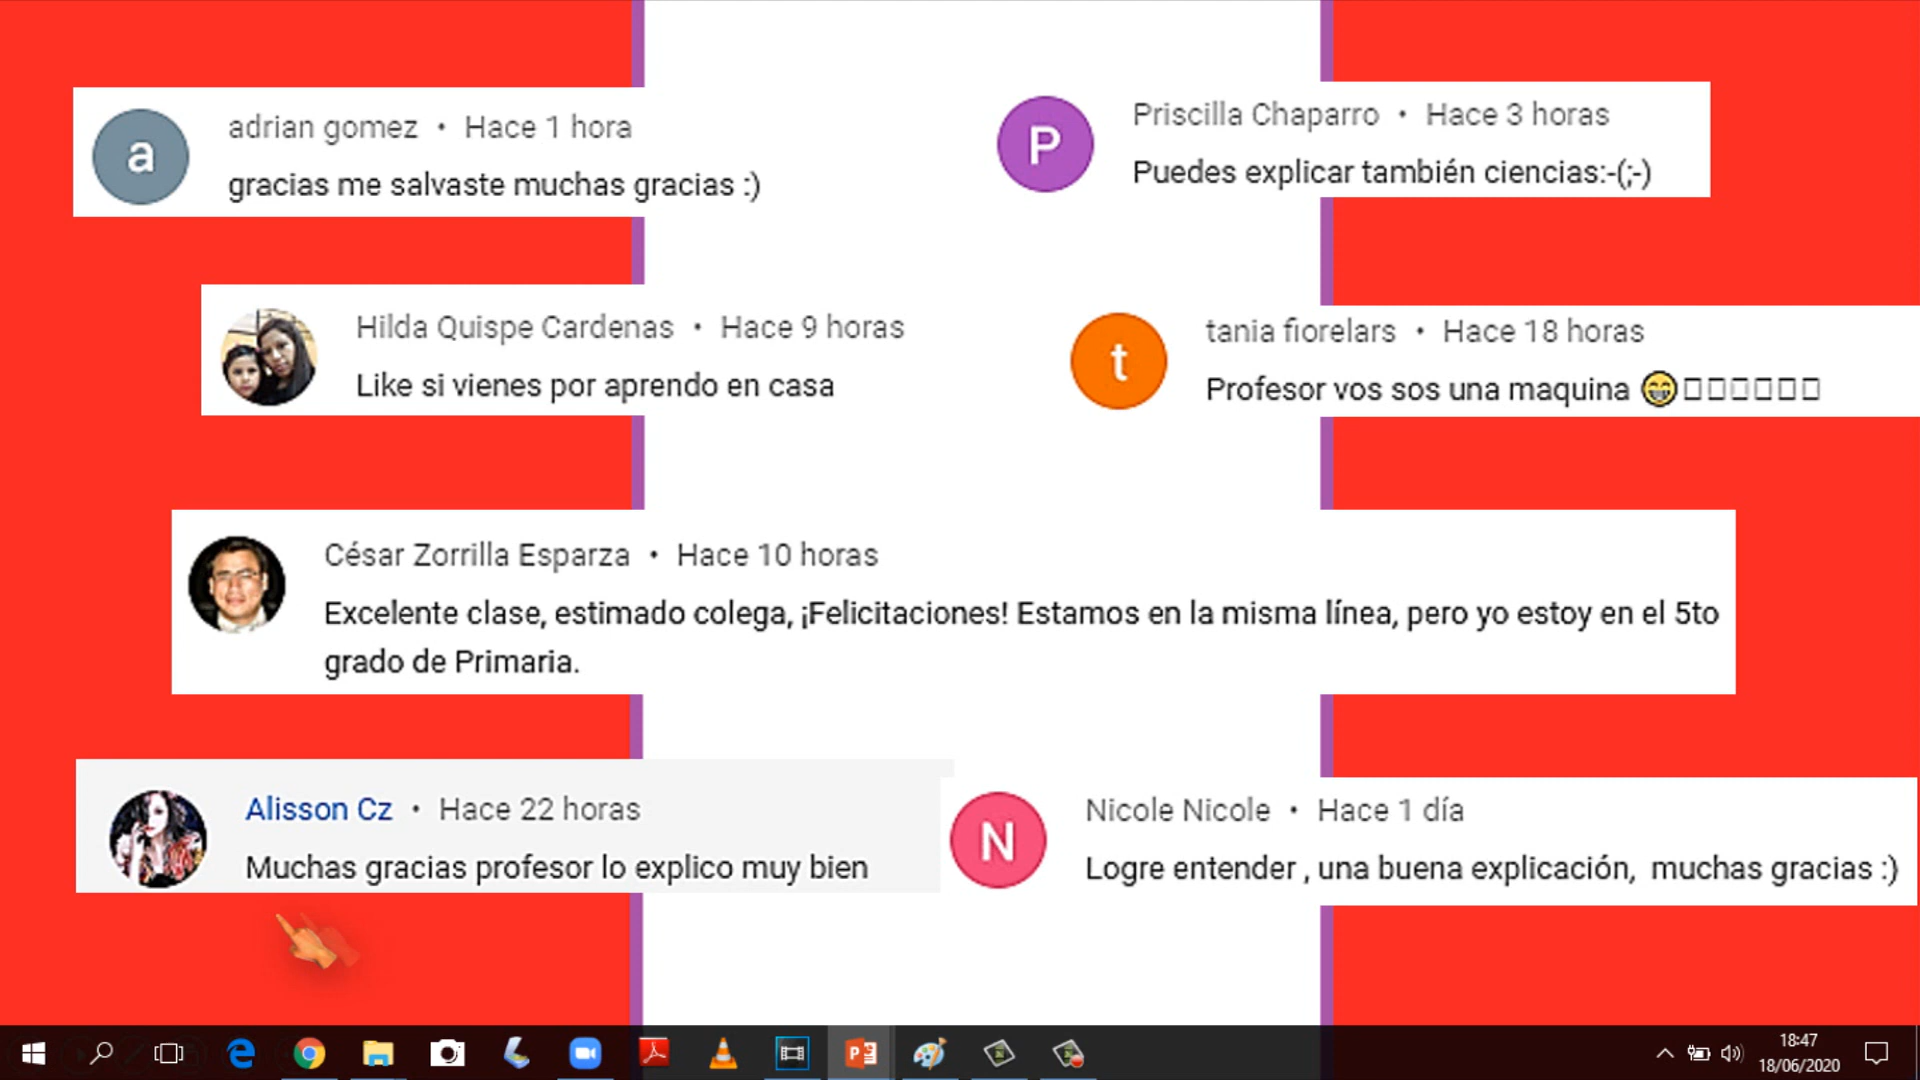 a
adrian gomez • Hace 1 hora
gracias me salvaste muchas gracias :)
P
Priscilla Chaparro • Hace 3 horas
Puedes explicar también ciencias:-(;-)
Hilda Quispe Cardenas • Hace 9 horas
Like si vienes por aprendo en casa
t
tania fiorelars • Hace 18 horas
Profesor vos sos una maquina 😁□□□□□□
César Zorrilla Esparza • Hace 10 horas
Excelente clase, estimado colega, ¡Felicitaciones! Estamos en la misma línea, pero yo estoy en el 5to
grado de Primaria.
Alisson Cz • Hace 22 horas
Muchas gracias profesor lo explico muy bien
N
Nicole Nicole • Hace 1 día
Logre entender , una buena explicación, muchas gracias :)
18:47
18/06/2020